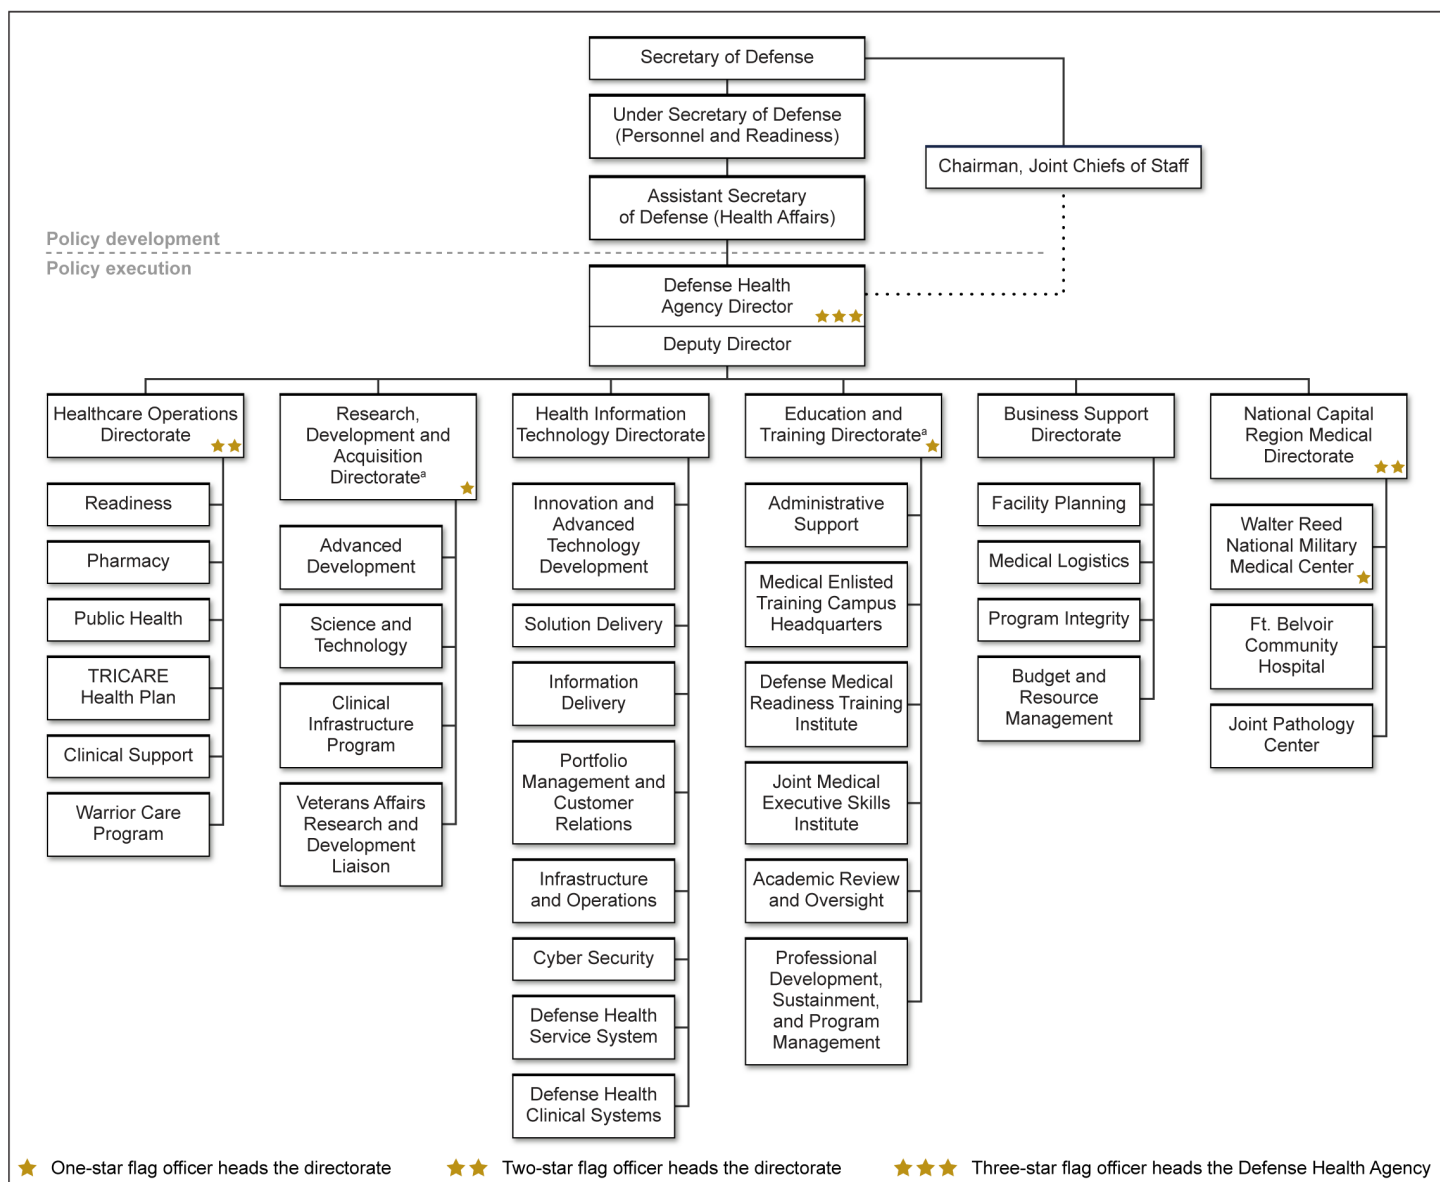 Secretary of Defense
Under Secretary of Defense
(Personnel and Readiness)
Chairman, Joint Chiefs of Staff
Assistant Secretary
of Defense (Health Affairs)
Policy development
Policy execution
Defense Health
Agency Director
Deputy Director
Healthcare Operations
Directorate
Readiness
Pharmacy
Public Health
TRICARE
Health Plan
Clinical Support
Warrior Care
Program
Research,
Development and
Acquisition
Directorateᵃ
Advanced
Development
Science and
Technology
Clinical
Infrastructure
Program
Veterans Affairs
Research and
Development
Liaison
Health Information
Technology Directorate
Innovation and
Advanced
Technology
Development
Solution Delivery
Information
Delivery
Portfolio
Management and
Customer
Relations
Infrastructure
and Operations
Cyber Security
Defense Health
Service System
Defense Health
Clinical Systems
Education and
Training Directorateᵃ
Administrative
Support
Medical Enlisted
Training Campus
Headquarters
Defense Medical
Readiness Training
Institute
Joint Medical
Executive Skills
Institute
Academic Review
and Oversight
Professional
Development,
Sustainment,
and Program
Management
Business Support
Directorate
Facility Planning
Medical Logistics
Program Integrity
Budget and
Resource
Management
National Capital
Region Medical
Directorate
Walter Reed
National Military
Medical Center
Ft. Belvoir
Community
Hospital
Joint Pathology
Center
One-star flag officer heads the directorate
Two-star flag officer heads the directorate
Three-star flag officer heads the Defense Health Agency